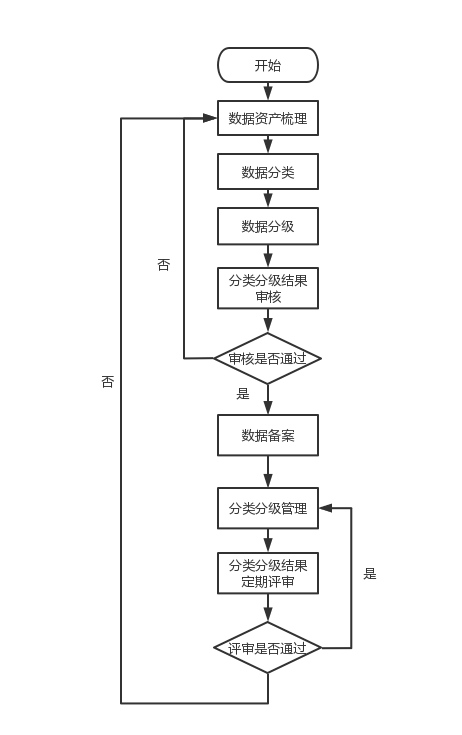 开始
数据资产梳理
数据分类
数据分级
否
分类分级结果
审核
审核是否通过
否
是
数据备案
分类分级管理
分类分级结果
定期评审
是
评审是否通过